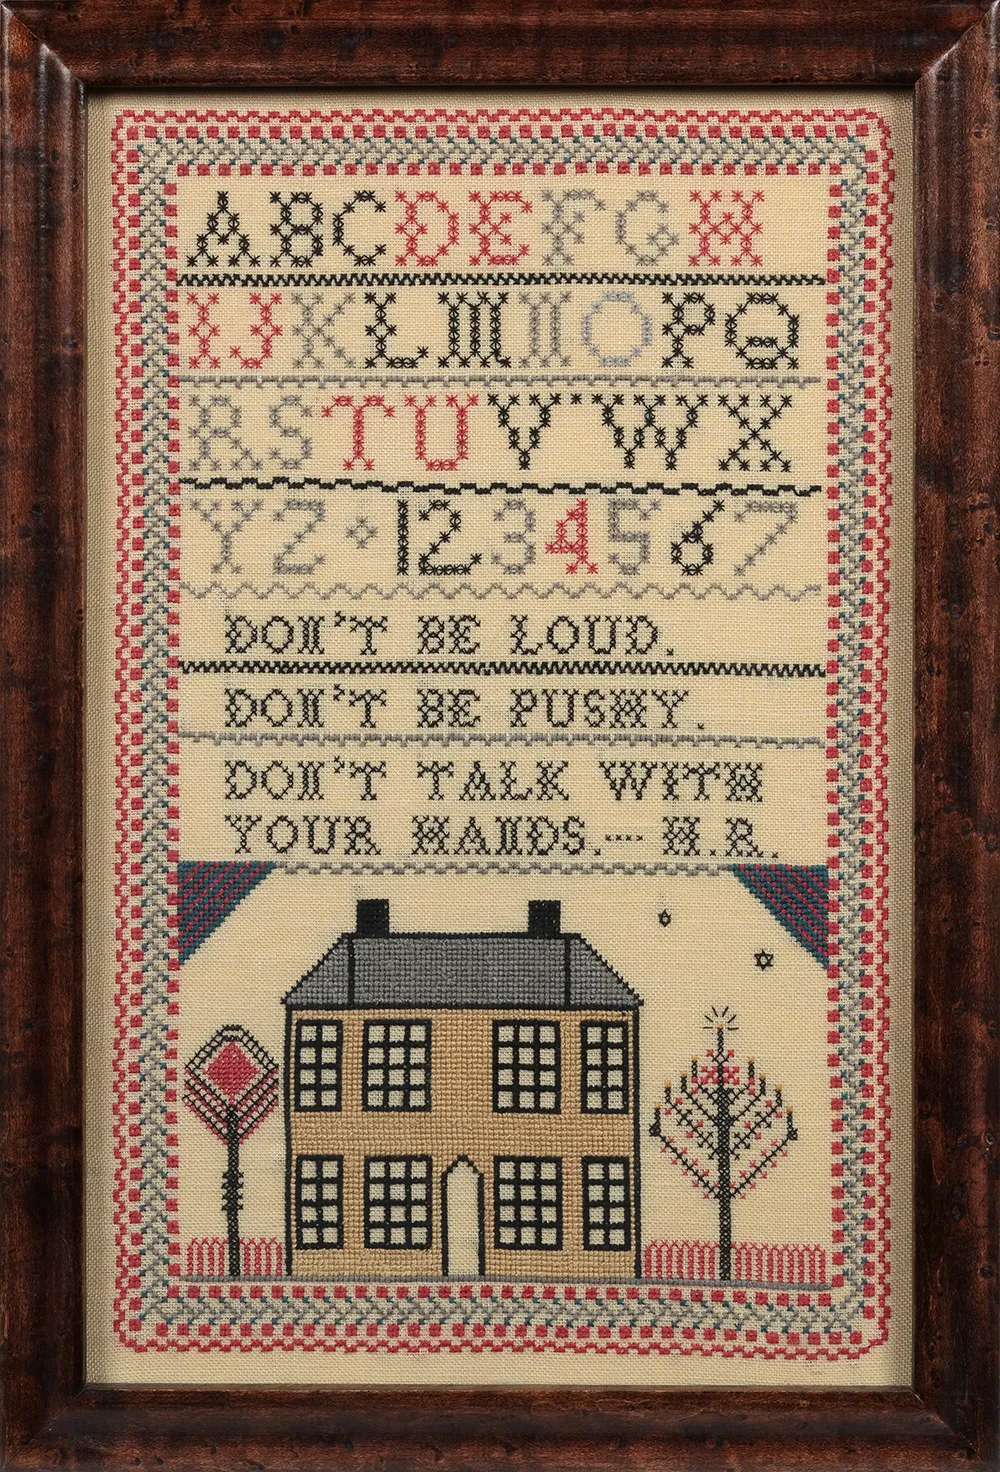 ABCDEFGH
IJKLMNOPQ
RSTUVWX
YZ 1234567
DON'T BE LOUD.
DON'T BE PUSHY.
DON'T TALK WITH
YOUR HANDS.---- H.R.